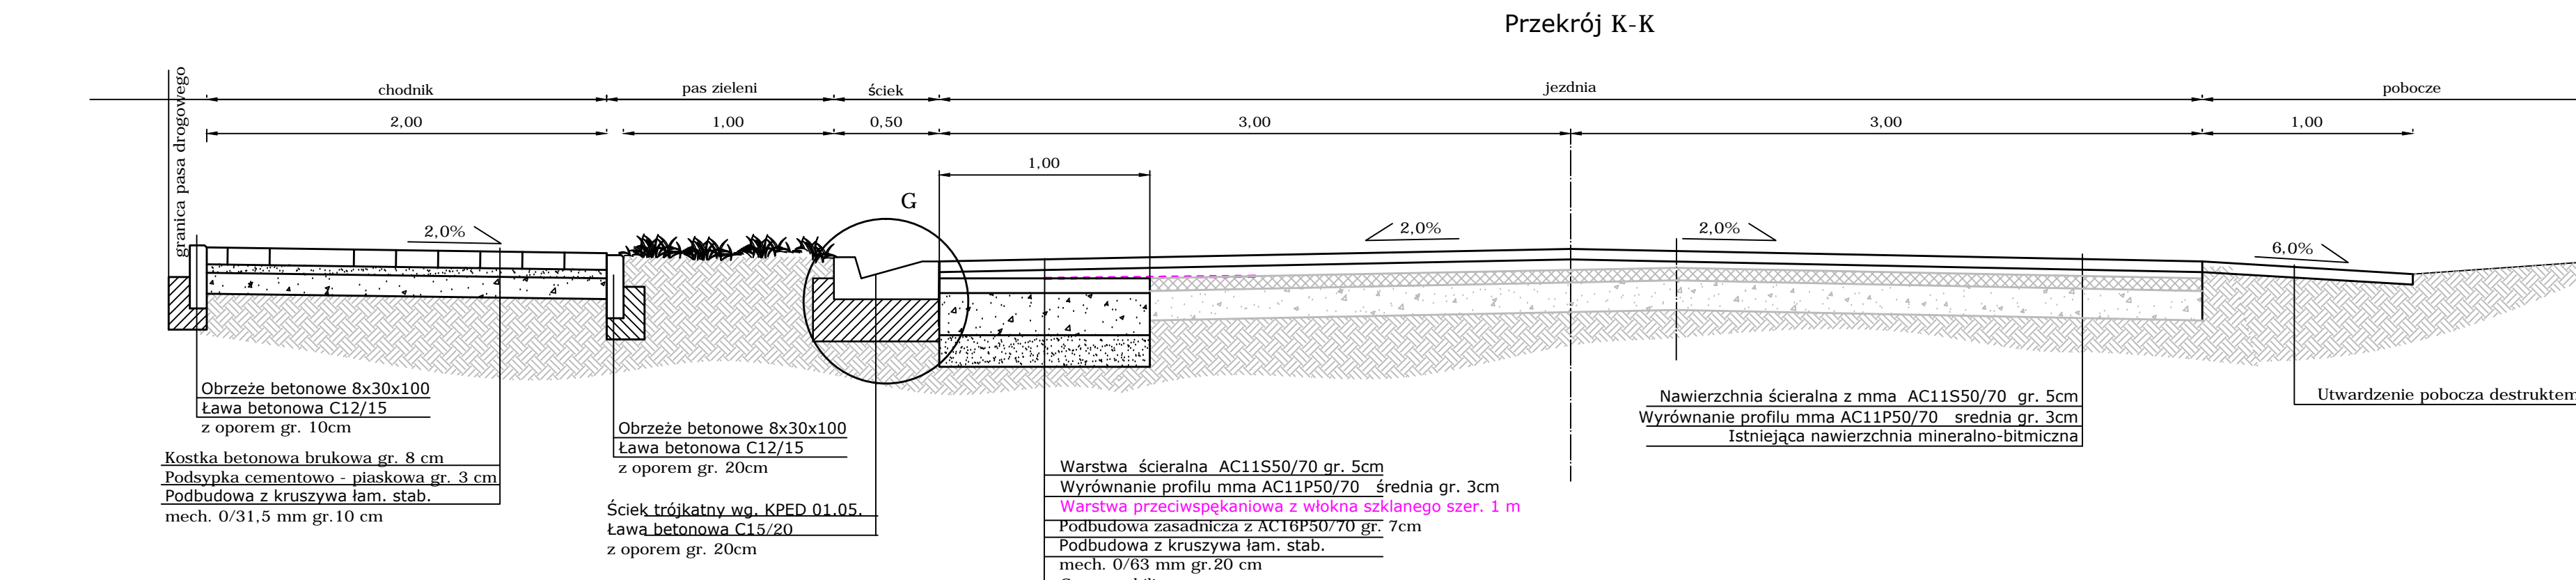 Przekrój K-K
granica pasa drogowego
chodnik
pas zieleni
ściek
jezdnia
pobocze
2,00
1,00
0,50
3,00
3,00
1,00
1,00
G
2,0%
2,0%
2,0%
6,0%
Obrzeże betonowe 8x30x100
Ława betonowa C12/15
z oporem gr. 10cm
Kostka betonowa brukowa gr. 8 cm
Podsypka cementowo - piaskowa gr. 3 cm
Podbudowa z kruszywa łam. stab.
mech. 0/31,5 mm gr.10 cm
Obrzeże betonowe 8x30x100
Ława betonowa C12/15
z oporem gr. 20cm
Ściek trójkatny wg. KPED 01.05.
Ława betonowa C15/20
z oporem gr. 20cm
Warstwa ścieralna AC11S50/70 gr. 5cm
Wyrównanie profilu mma AC11P50/70 średnia gr. 3cm
Warstwa przeciwspękaniowa z włokna szklanego szer. 1 m
Podbudowa zasadnicza z AC16P50/70 gr. 7cm
Podbudowa z kruszywa łam. stab.
mech. 0/63 mm gr.20 cm
Nawierzchnia ścieralna z mma AC11S50/70 gr. 5cm
Wyrównanie profilu mma AC11P50/70 srednia gr. 3cm
Istniejąca nawierzchnia mineralno-bitmiczna
Utwardzenie pobocza destruktem